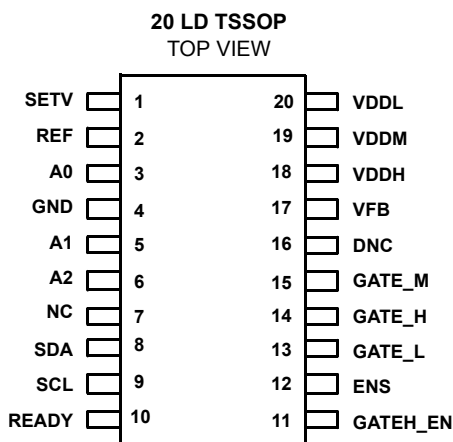 20 LD TSSOP
TOP VIEW
SETV 1 20 VDDL
REF 2 19 VDDM
A0 3 18 VDDH
GND 4 17 VFB
A1 5 16 DNC
A2 6 15 GATE_M
NC 7 14 GATE_H
SDA 8 13 GATE_L
SCL 9 12 ENS
READY 10 11 GATEH_EN